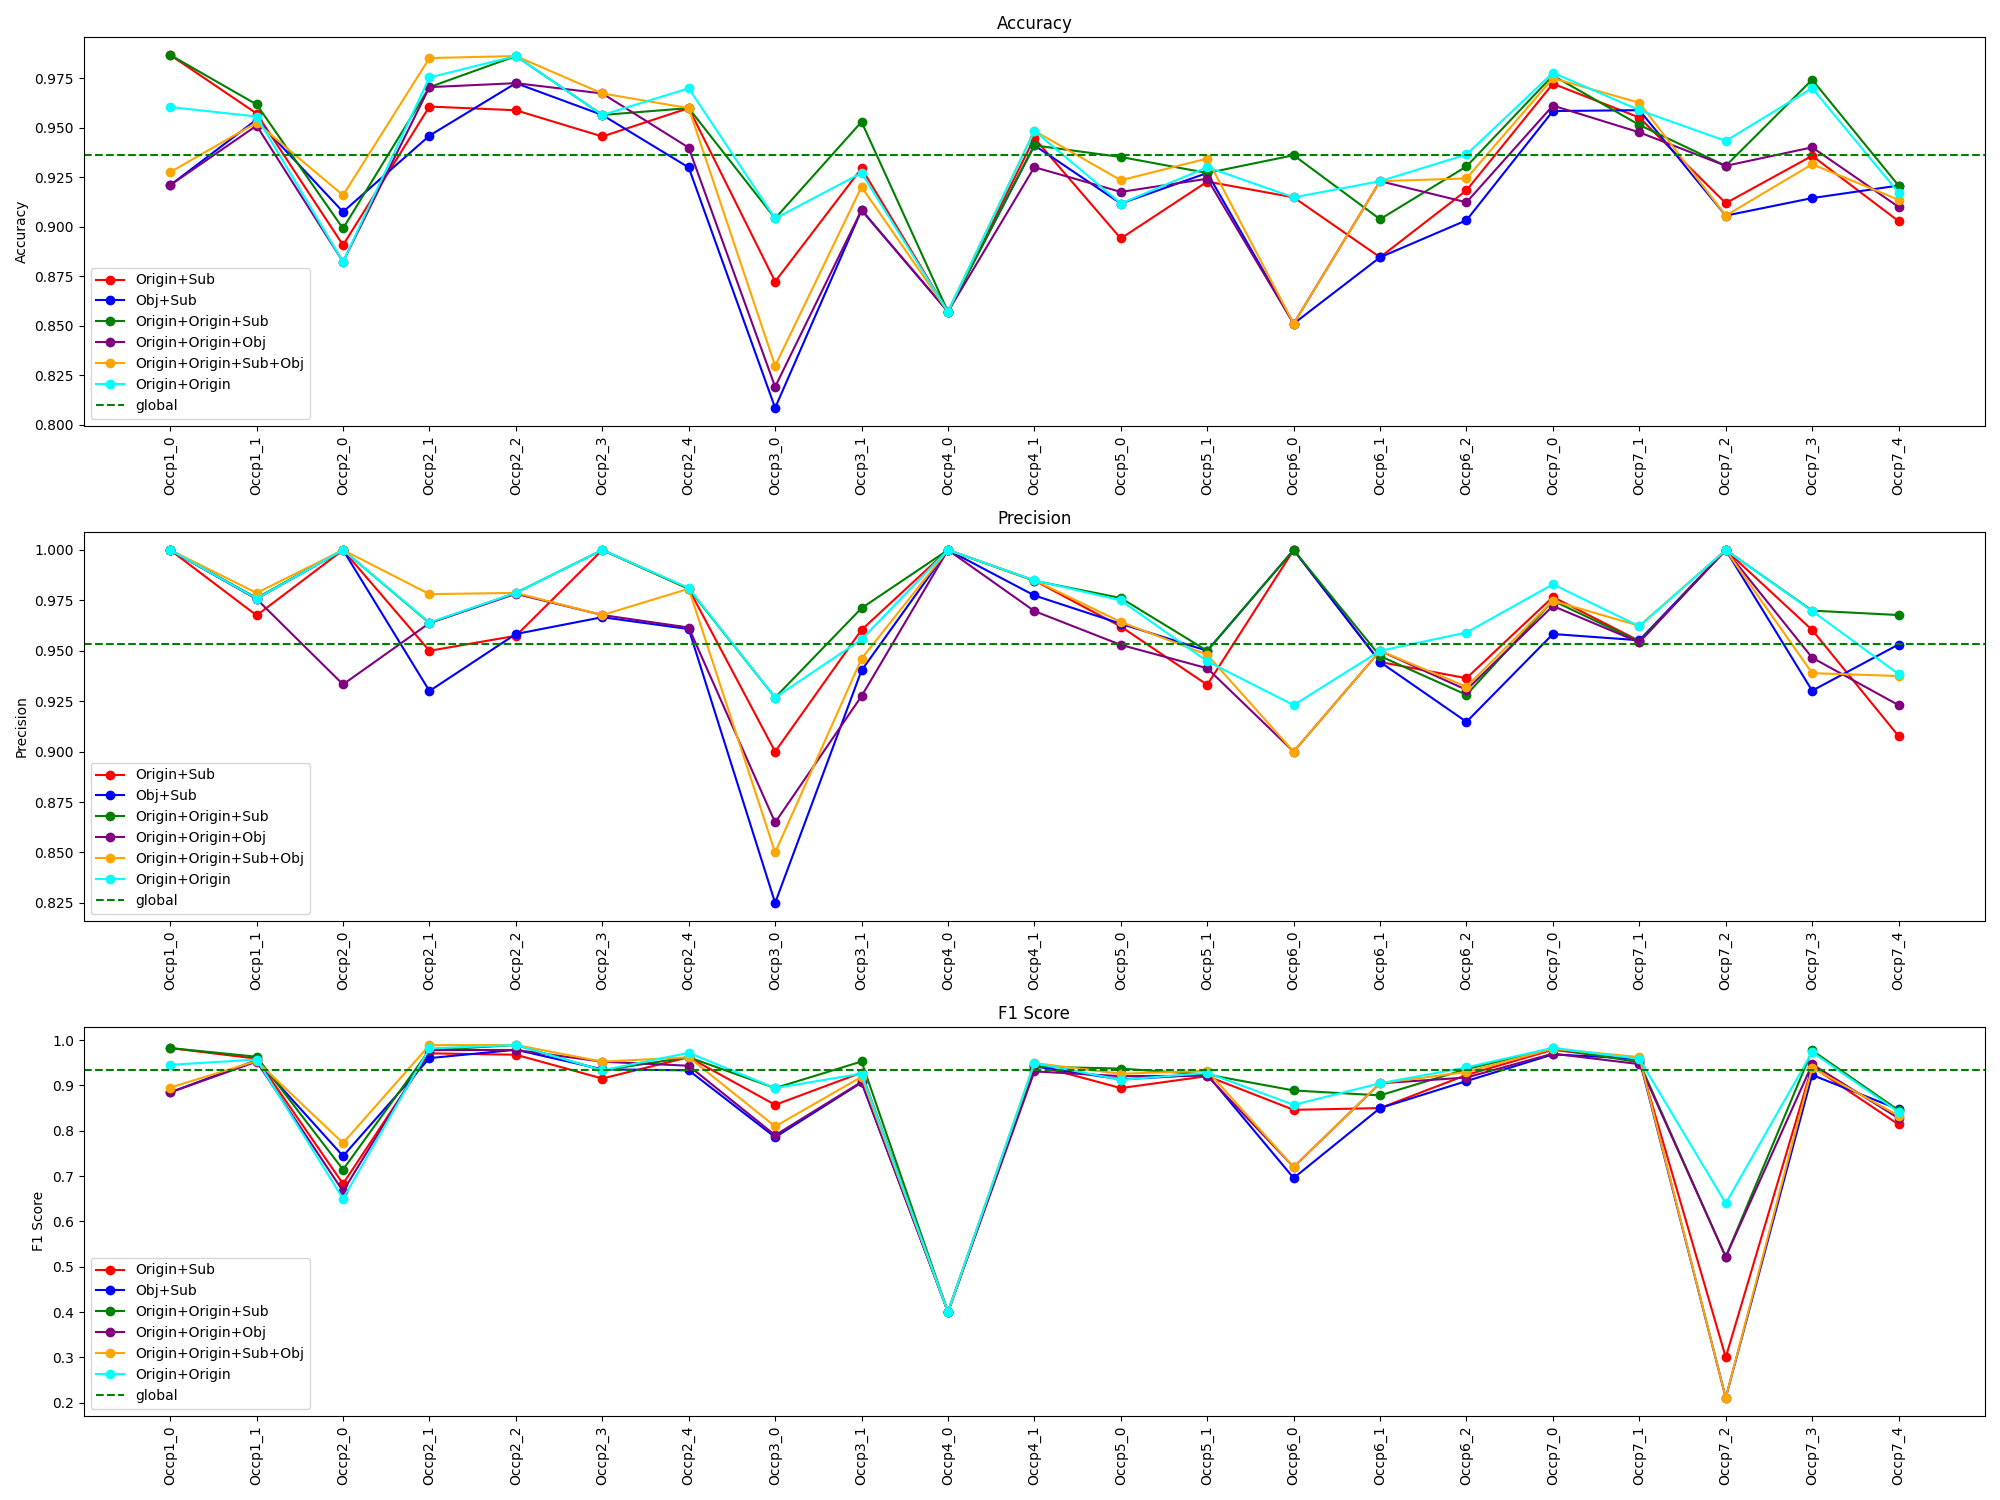 Accuracy
Accuracy
0.975
0.950
0.925
0.900
0.875
0.850
0.825
0.800
Origin+Sub
Obj+Sub
Origin+Origin+Sub
Origin+Origin+Obj
Origin+Origin+Sub+Obj
Origin+Origin
global
Occp1_0
Occp1_1
Occp2_0
Occp2_1
Occp2_2
Occp2_3
Occp2_4
Occp3_0
Occp3_1
Occp4_0
Occp4_1
Occp5_0
Occp5_1
Occp6_0
Occp6_1
Occp6_2
Occp7_0
Occp7_1
Occp7_2
Occp7_3
Occp7_4
Precision
Precision
1.000
0.975
0.950
0.925
0.900
0.875
0.850
0.825
Origin+Sub
Obj+Sub
Origin+Origin+Sub
Origin+Origin+Obj
Origin+Origin+Sub+Obj
Origin+Origin
global
Occp1_0
Occp1_1
Occp2_0
Occp2_1
Occp2_2
Occp2_3
Occp2_4
Occp3_0
Occp3_1
Occp4_0
Occp4_1
Occp5_0
Occp5_1
Occp6_0
Occp6_1
Occp6_2
Occp7_0
Occp7_1
Occp7_2
Occp7_3
Occp7_4
F1 Score
F1 Score
1.0
0.9
0.8
0.7
0.6
0.5
0.4
0.3
0.2
Origin+Sub
Obj+Sub
Origin+Origin+Sub
Origin+Origin+Obj
Origin+Origin+Sub+Obj
Origin+Origin
global
Occp1_0
Occp1_1
Occp2_0
Occp2_1
Occp2_2
Occp2_3
Occp2_4
Occp3_0
Occp3_1
Occp4_0
Occp4_1
Occp5_0
Occp5_1
Occp6_0
Occp6_1
Occp6_2
Occp7_0
Occp7_1
Occp7_2
Occp7_3
Occp7_4